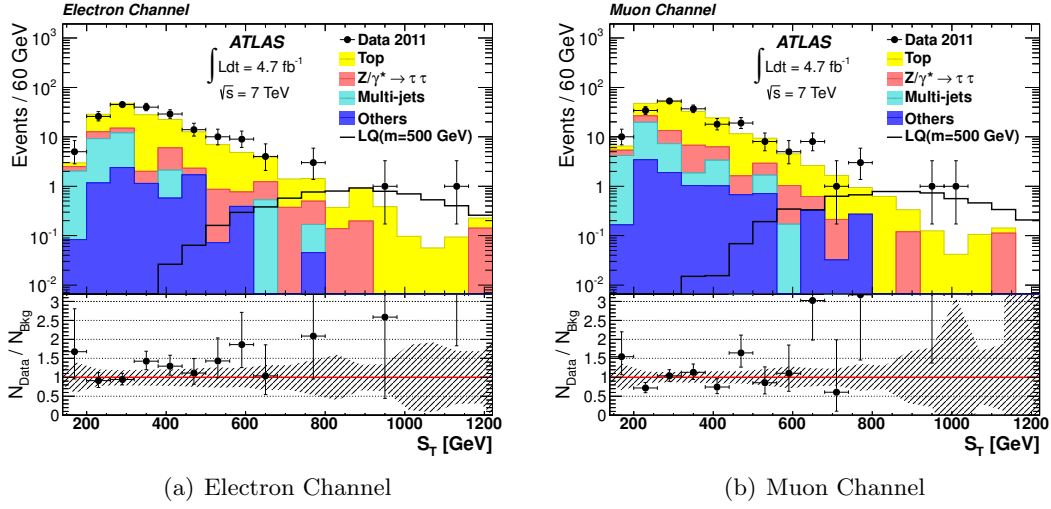 Electron Channel
Events / 60 GeV
10³
10²
10
1
10⁻¹
10⁻²
ATLAS
∫ Ldt = 4.7 fb⁻¹
√s = 7 TeV
Data 2011
Top
Z/γ* → τ τ
Multi-jets
Others
LQ(m=500 GeV)
N_Data / N_Bkg
3
2.5
2
1.5
1
0.5
0
200 400 600 800 1000 1200
S_T [GeV]
(a) Electron Channel
Muon Channel
Events / 60 GeV
10³
10²
10
1
10⁻¹
10⁻²
ATLAS
∫ Ldt = 4.7 fb⁻¹
√s = 7 TeV
Data 2011
Top
Z/γ* → τ τ
Multi-jets
Others
LQ(m=500 GeV)
N_Data / N_Bkg
3
2.5
2
1.5
1
0.5
0
200 400 600 800 1000 1200
S_T [GeV]
(b) Muon Channel